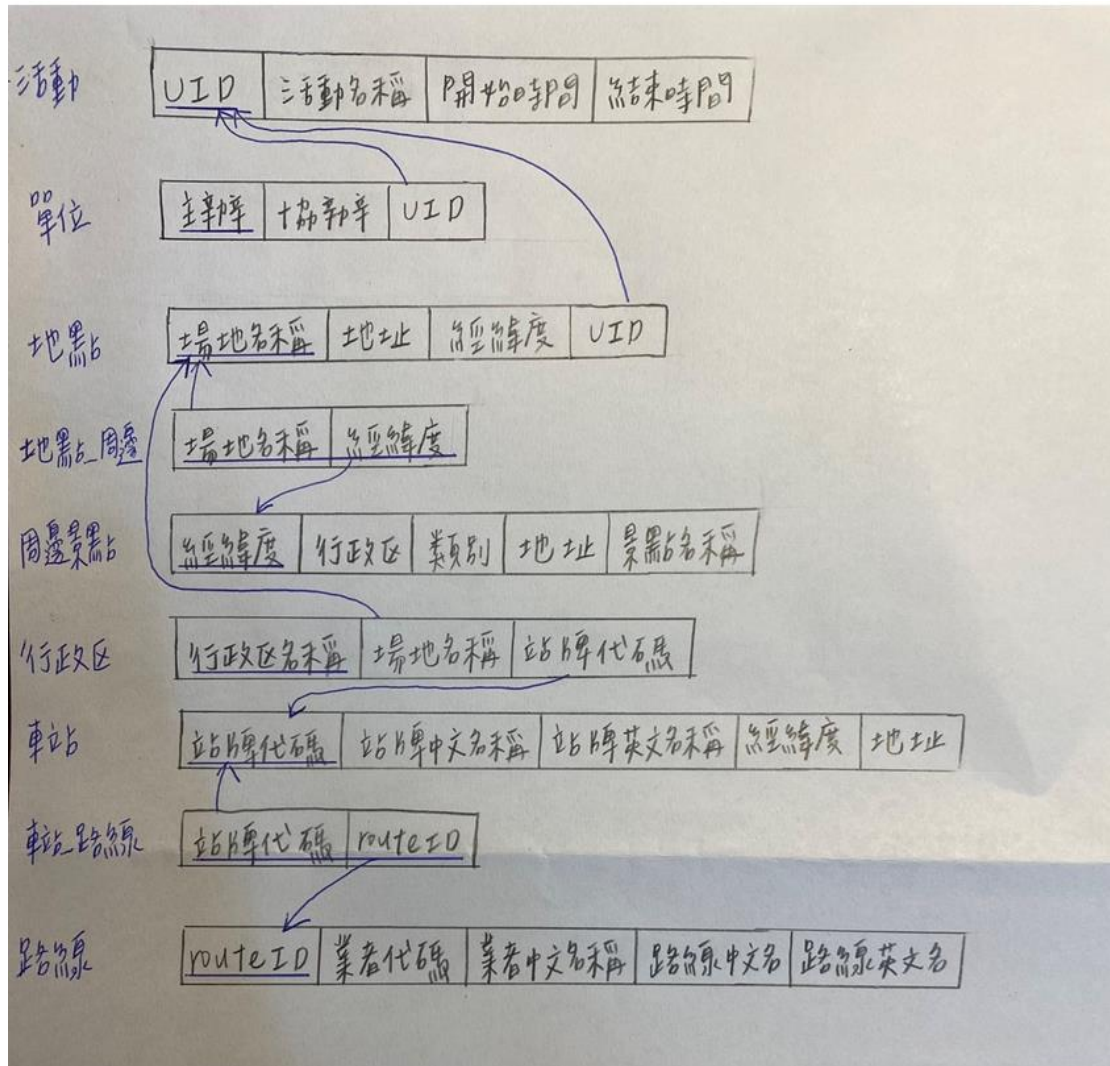 活動 UID 活動名稱 開始時間 結束時間
單位 主辦 協辦 UID
地點 場地名稱 地址 經緯度 UID
地點_周邊 場地名稱 經緯度
周邊景點 經緯度 行政区 類別 地址 景點名稱
行政区 行政区名稱 場地名稱 站牌代碼
車站 站牌代碼 站牌中文名稱 站牌英文名稱 經緯度 地址
車站_路線 站牌代碼 routeID
路線 routeID 業者代碼 業者中文名稱 路線中文名 路線英文名